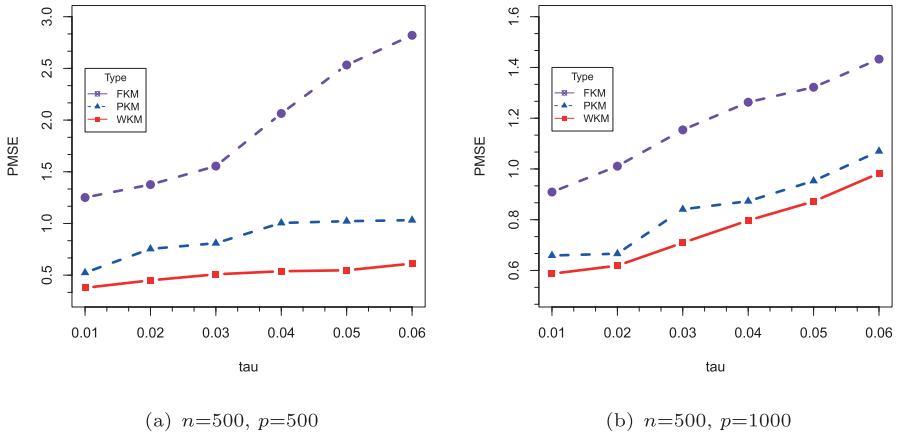 3.0
2.5
2.0
1.5
1.0
0.5
PMSE
Type
FKM
PKM
WKM
0.01 0.02 0.03 0.04 0.05 0.06
tau
(a) n=500, p=500
1.6
1.4
1.2
1.0
0.8
0.6
PMSE
Type
FKM
PKM
WKM
0.01 0.02 0.03 0.04 0.05 0.06
tau
(b) n=500, p=1000